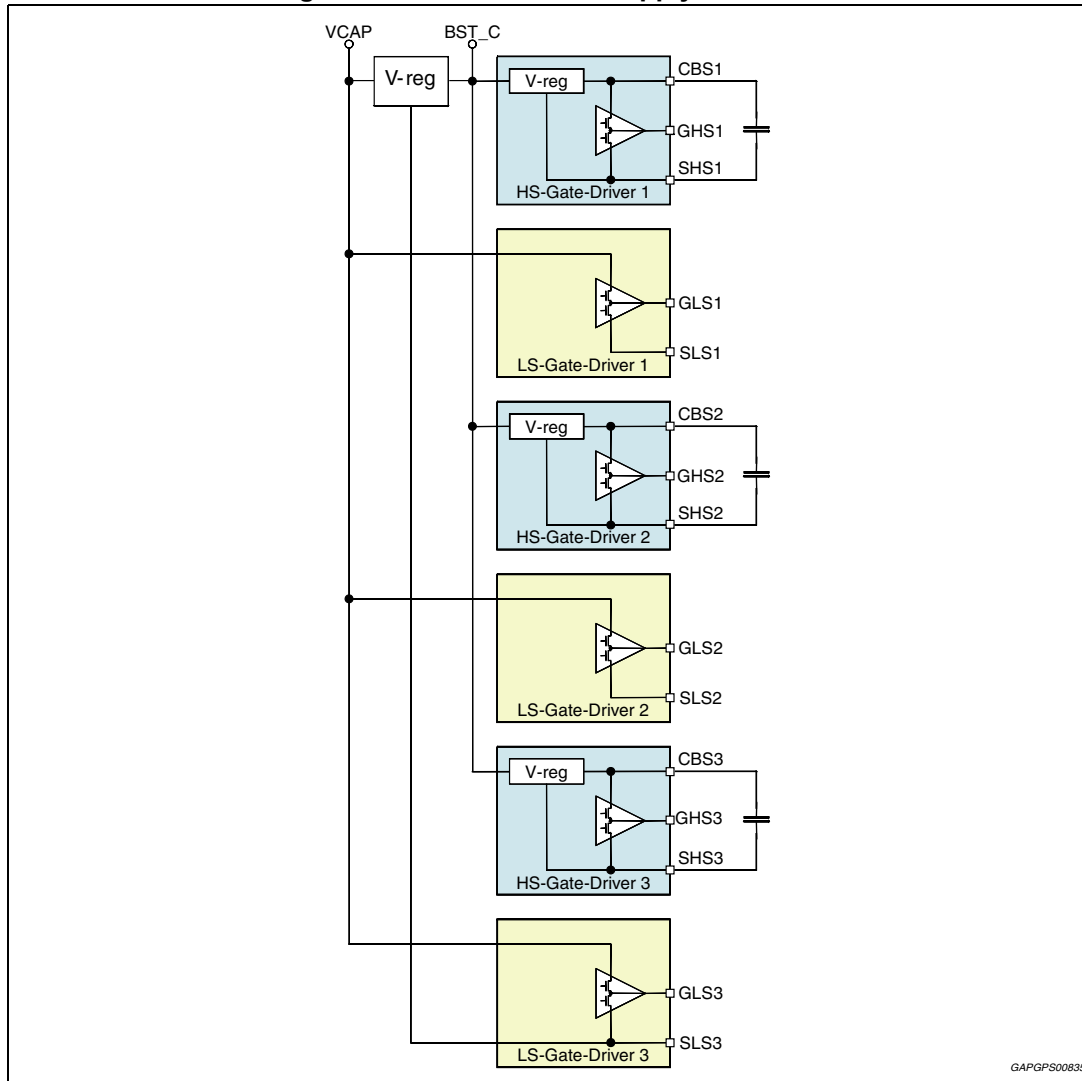 VCAP
BST_C
V-reg
V-reg
CBS1
GHS1
SHS1
HS-Gate-Driver 1
GLS1
SLS1
LS-Gate-Driver 1
V-reg
CBS2
GHS2
SHS2
HS-Gate-Driver 2
GLS2
SLS2
LS-Gate-Driver 2
V-reg
CBS3
GHS3
SHS3
HS-Gate-Driver 3
GLS3
SLS3
LS-Gate-Driver 3